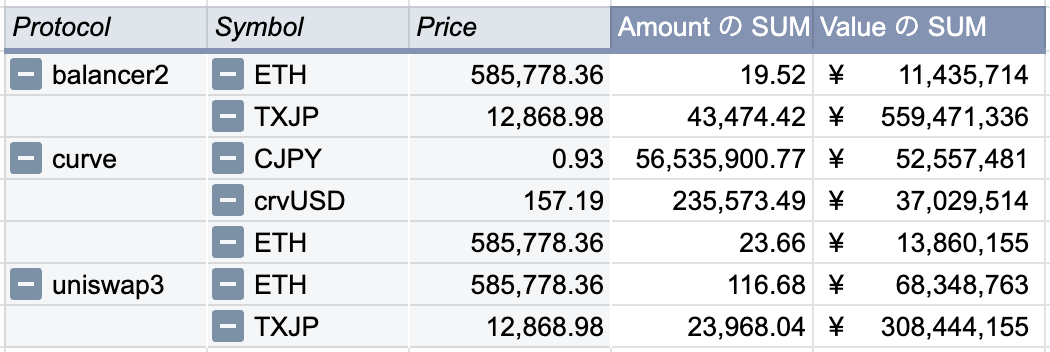 Protocol Symbol Price Amount の SUM Value の SUM
balancer2 ETH 585,778.36 19.52 ¥ 11,435,714
TXJP 12,868.98 43,474.42 ¥ 559,471,336
curve CJPY 0.93 56,535,900.77 ¥ 52,557,481
crvUSD 157.19 235,573.49 ¥ 37,029,514
ETH 585,778.36 23.66 ¥ 13,860,155
uniswap3 ETH 585,778.36 116.68 ¥ 68,348,763
TXJP 12,868.98 23,968.04 ¥ 308,444,155